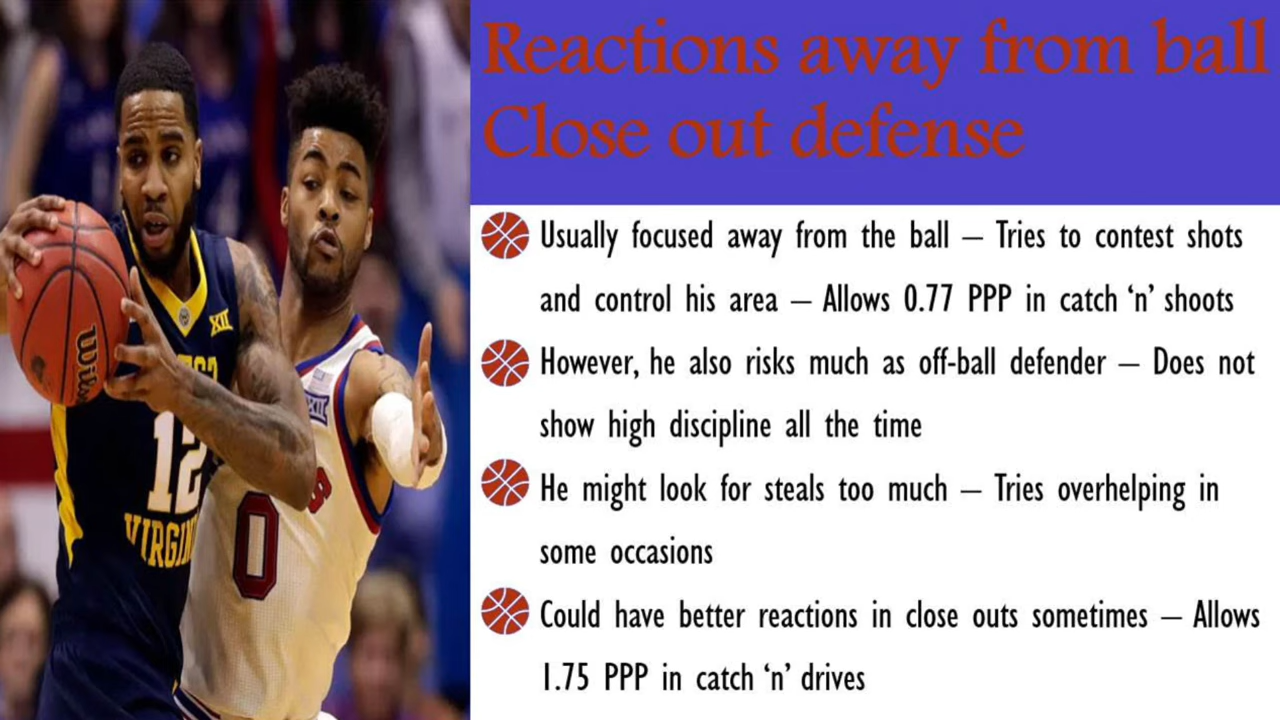 Reactions away from ball
Close out defense
Usually focused away from the ball – Tries to contest shots
and control his area – Allows 0.77 PPP in catch ‘n’ shoots
However, he also risks much as off-ball defender – Does not
show high discipline all the time
He might look for steals too much – Tries overhelping in
some occasions
Could have better reactions in close outs sometimes – Allows
1.75 PPP in catch ‘n’ drives
Wilson
XII
12
VIRGIN
XII
0